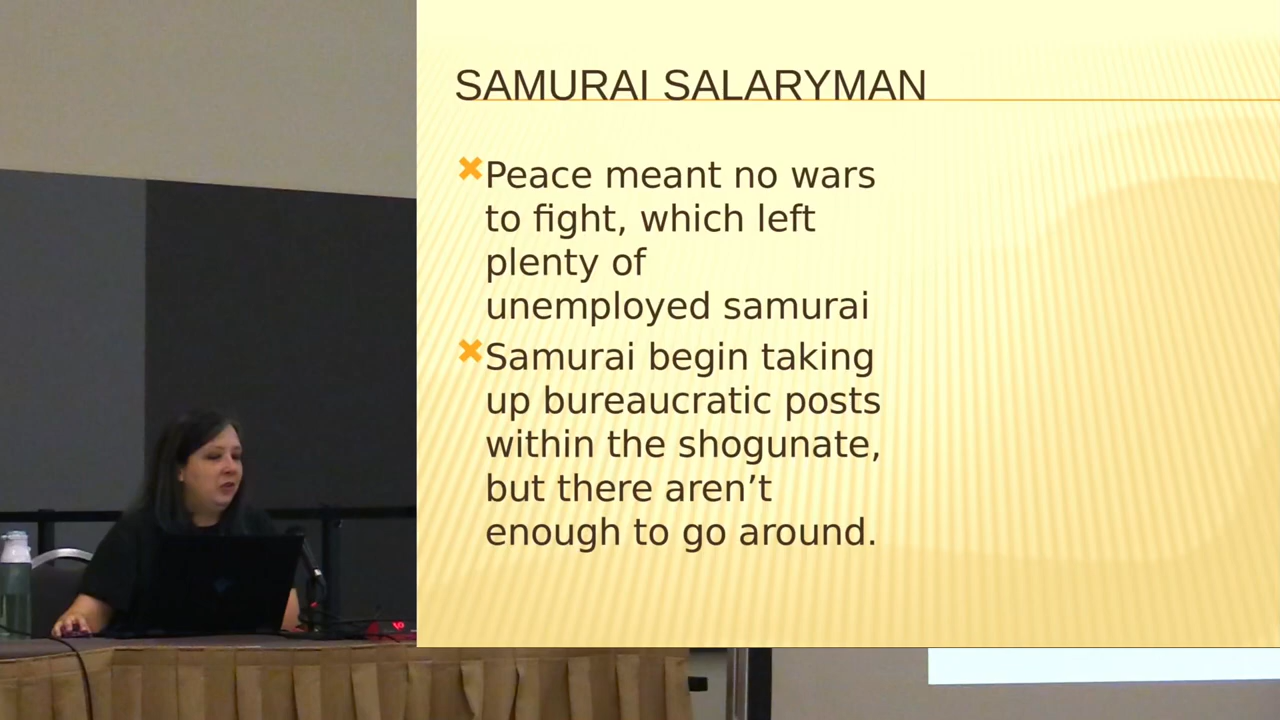 SAMURAI SALARYMAN
Peace meant no wars
to fight, which left
plenty of
unemployed samurai
Samurai begin taking
up bureaucratic posts
within the shogunate,
but there aren’t
enough to go around.